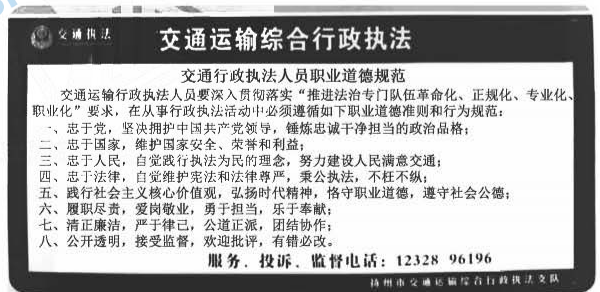 交通执法
交通运输综合行政执法
交通行政执法人员职业道德规范
交通运输行政执法人员要深入贯彻落实“推进法治专门队伍革命化、正规化、专业化、
职业化”要求，在从事行政执法活动中必须遵循如下职业道德准则和行为规范：
一、忠于党，坚决拥护中国共产党领导，锤炼忠诚干净担当的政治品格；
二、忠于国家，维护国家安全、荣誉和利益；
三、忠于人民，自觉践行执法为民的理念，努力建设人民满意交通；
四、忠于法律，自觉维护宪法和法律尊严，秉公执法，不枉不纵；
五、践行社会主义核心价值观，弘扬时代精神，恪守职业道德，遵守社会公德；
六、履职尽责，爱岗敬业，勇于担当，乐于奉献；
七、清正廉洁，严于律己，公道正派，团结协作；
八、公开透明，接受监督，欢迎批评，有错必改。
服务、投诉、监督电话：12328 96196
扬州市交通运输综合行政执法支队